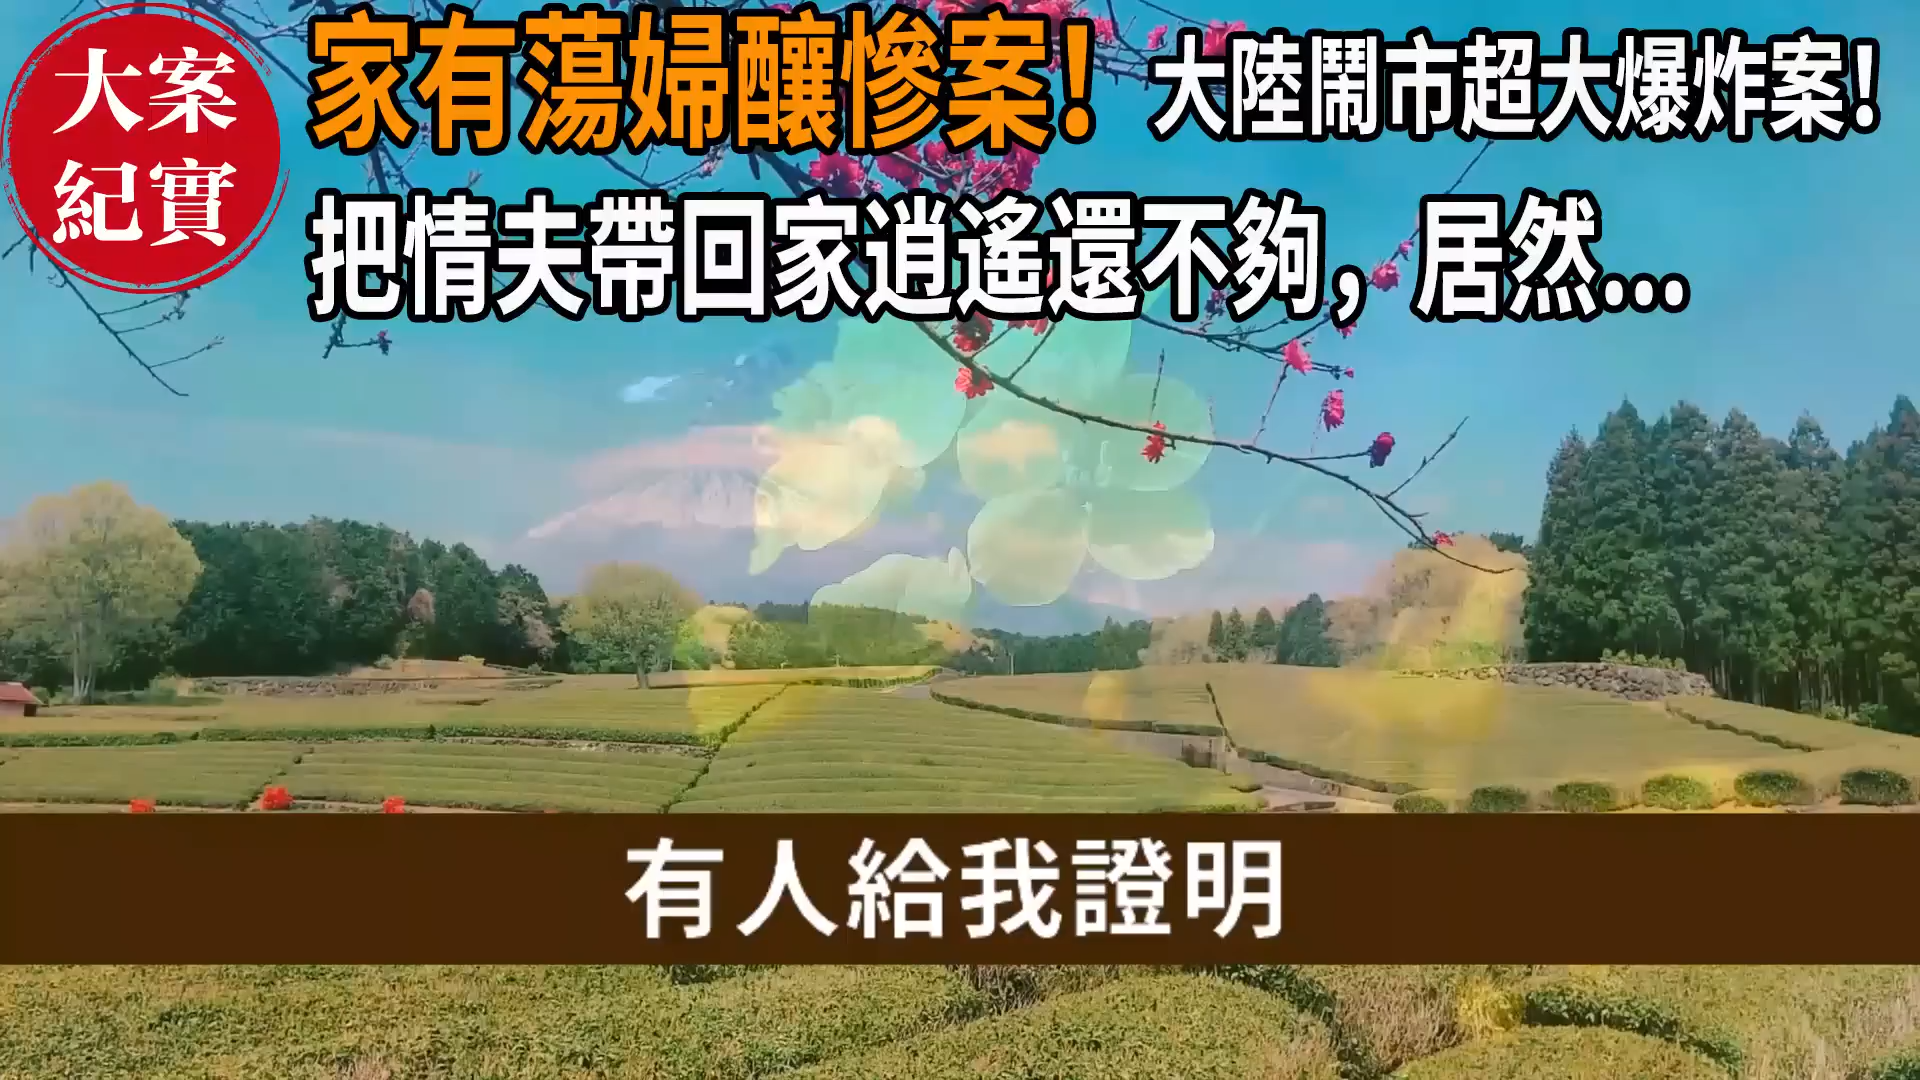 大案
紀實
家有蕩婦釀慘案！大陸鬧市超大爆炸案！
把情夫帶回家逍遙還不夠，居然...
有人給我證明